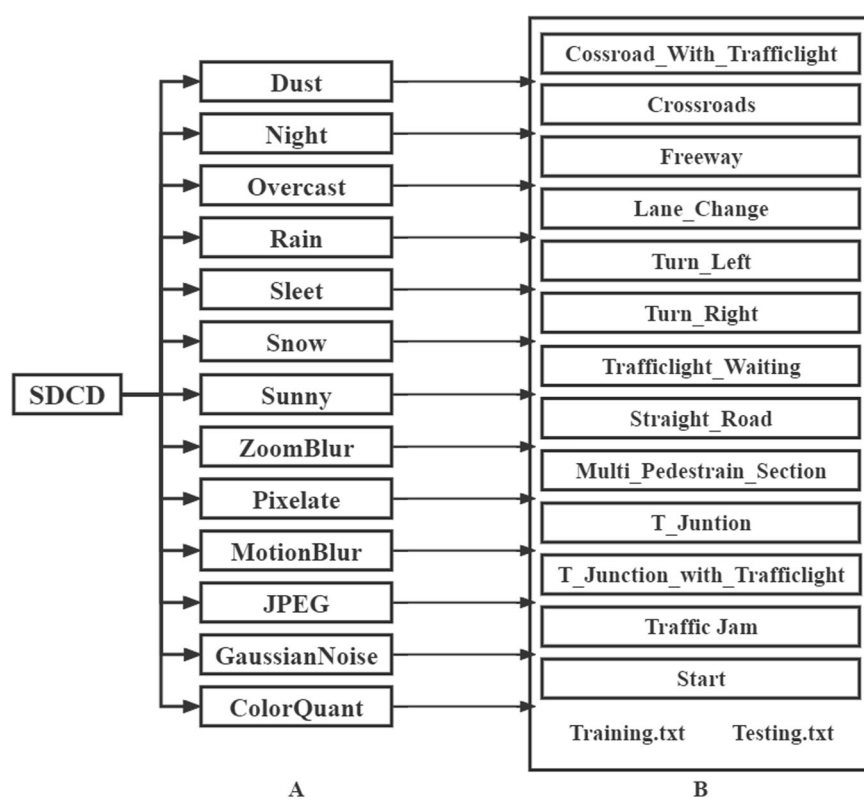 SDCD
Dust
Night
Overcast
Rain
Sleet
Snow
Sunny
ZoomBlur
Pixelate
MotionBlur
JPEG
GaussianNoise
ColorQuant
A
Cossroad_With_Trafficlight
Crossroads
Freeway
Lane_Change
Turn_Left
Turn_Right
Trafficlight_Waiting
Straight_Road
Multi_Pedestrain_Section
T_Juntion
T_Junction_with_Trafficlight
Traffic Jam
Start
Training.txt Testing.txt
B